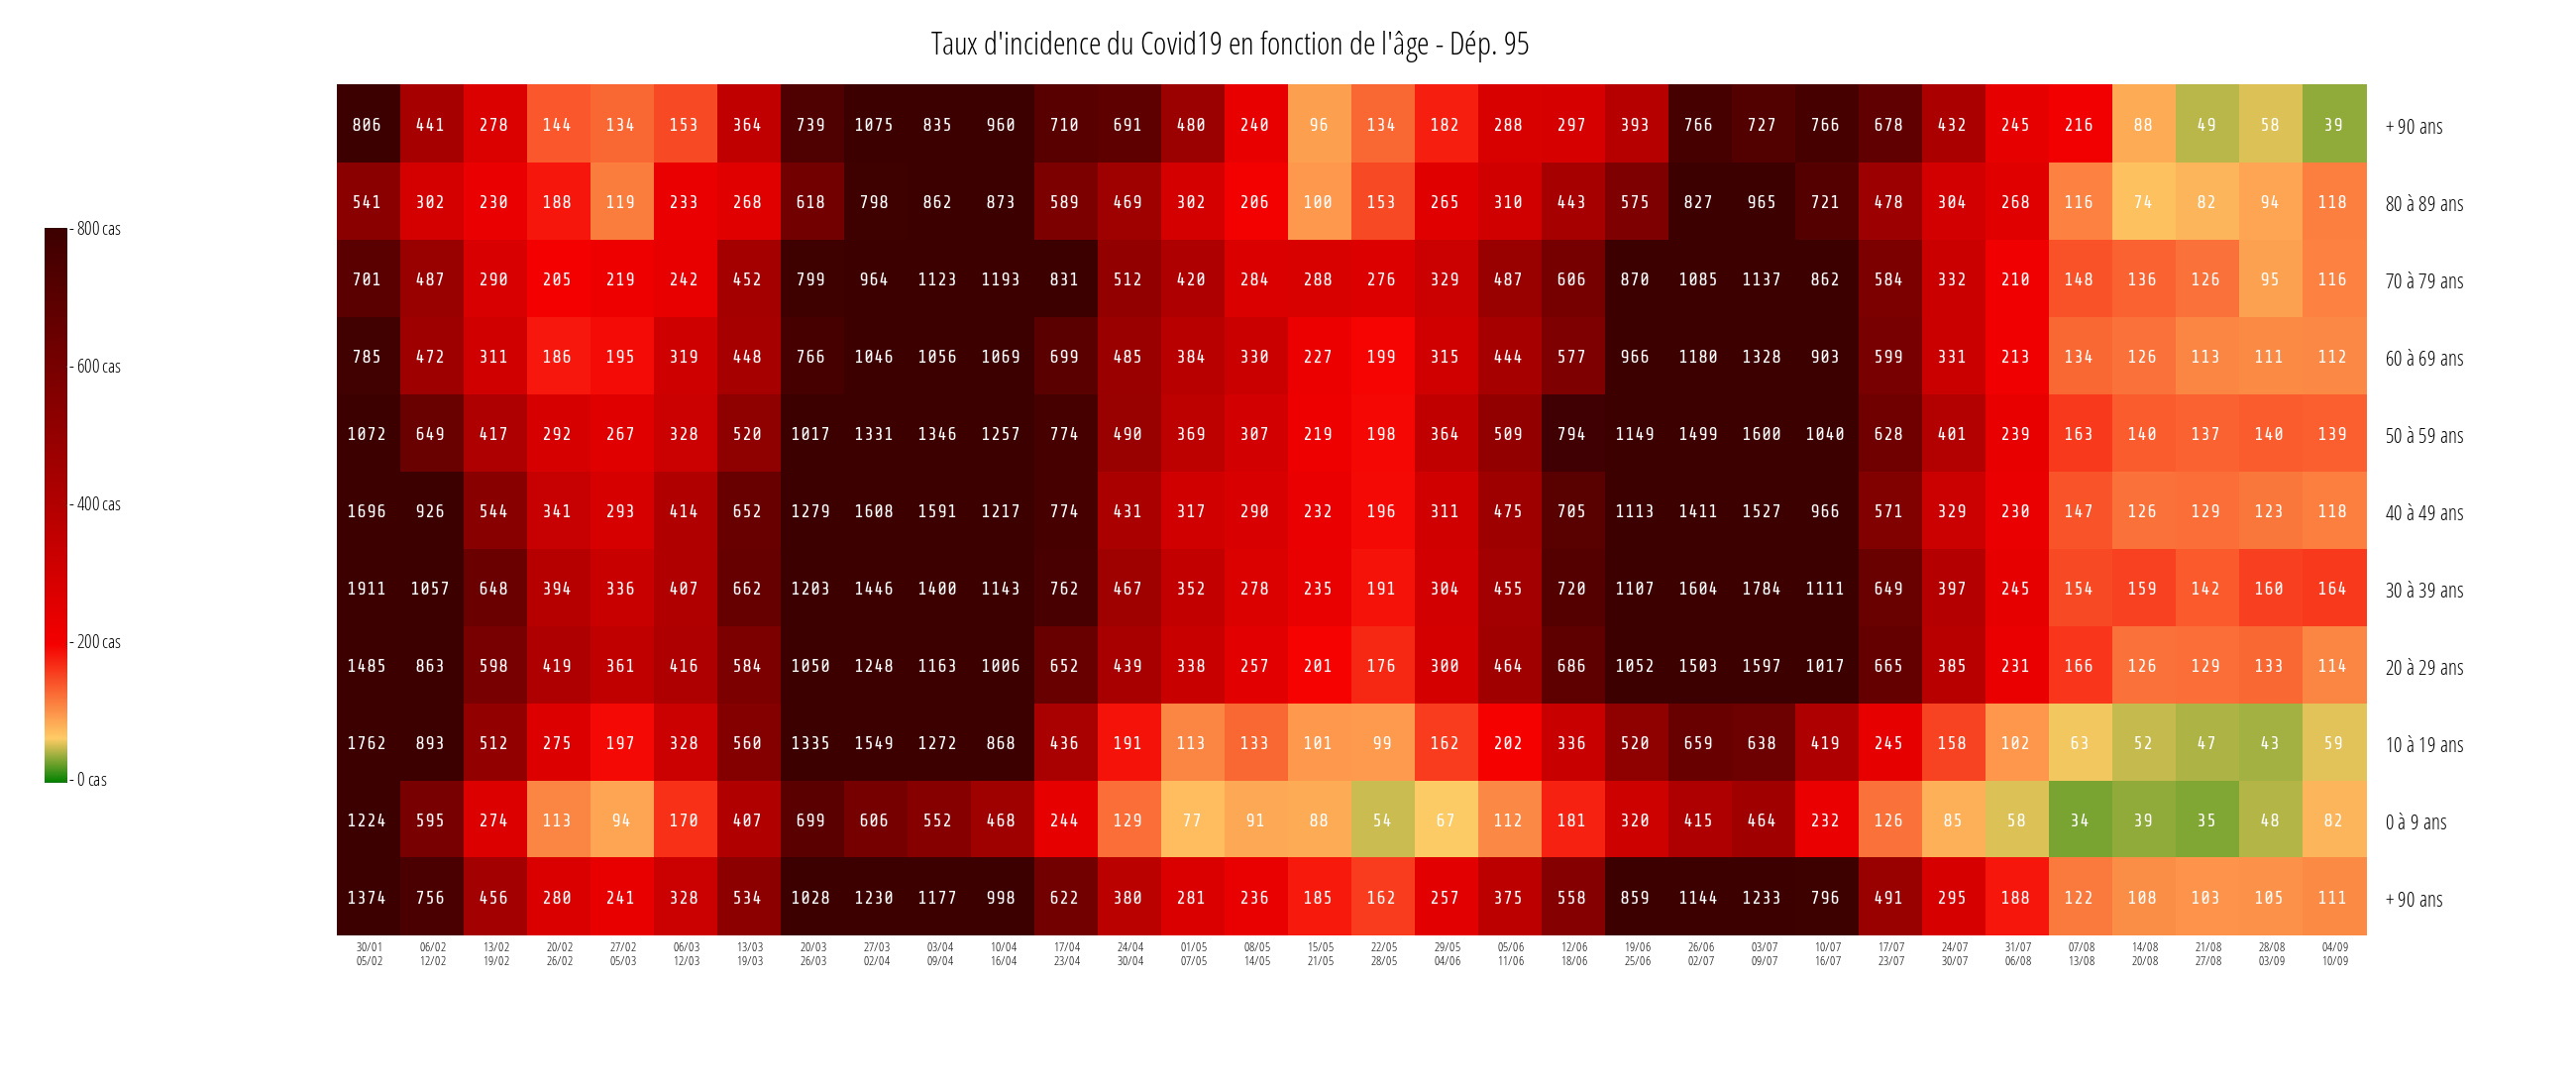 Taux d'incidence du Covid19 en fonction de l'âge - Dép. 95
- 800 cas
- 600 cas
- 400 cas
- 200 cas
- 0 cas
806 441 278 144 134 153 364 739 1075 835 960 710 691 480 240 96 134 182 288 297 393 766 727 766 678 432 245 216 88 49 58 39 + 90 ans
541 302 230 188 119 233 268 618 798 862 873 589 469 302 206 100 153 265 310 443 575 827 965 721 478 304 268 116 74 82 94 118 80 à 89 ans
701 487 290 205 219 242 452 799 964 1123 1193 831 512 420 284 288 276 329 487 606 870 1085 1137 862 584 332 210 148 136 126 95 116 70 à 79 ans
785 472 311 186 195 319 448 766 1046 1056 1069 699 485 384 330 227 199 315 444 577 966 1180 1328 903 599 331 213 134 126 113 111 112 60 à 69 ans
1072 649 417 292 267 328 520 1017 1331 1346 1257 774 490 369 307 219 198 364 509 794 1149 1499 1600 1040 628 401 239 163 140 137 140 139 50 à 59 ans
1696 926 544 341 293 414 652 1279 1608 1591 1217 774 431 317 290 232 196 311 475 705 1113 1411 1527 966 571 329 230 147 126 129 123 118 40 à 49 ans
1911 1057 648 394 336 407 662 1203 1446 1400 1143 762 467 352 278 235 191 304 455 720 1107 1604 1784 1111 649 397 245 154 159 142 160 164 30 à 39 ans
1485 863 598 419 361 416 584 1050 1248 1163 1006 652 439 338 257 201 176 300 464 686 1052 1503 1597 1017 665 385 231 166 126 129 133 114 20 à 29 ans
1762 893 512 275 197 328 560 1335 1549 1272 868 436 191 113 133 101 99 162 202 336 520 659 638 419 245 158 102 63 52 47 43 59 10 à 19 ans
1224 595 274 113 94 170 407 699 606 552 468 244 129 77 91 88 54 67 112 181 320 415 464 232 126 85 58 34 39 35 48 82 0 à 9 ans
1374 756 456 280 241 328 534 1028 1230 1177 998 622 380 281 236 185 162 257 375 558 859 1144 1233 796 491 295 188 122 108 103 105 111 + 90 ans
30/01 06/02 13/02 20/02 27/02 06/03 13/03 20/03 27/03 03/04 10/04 17/04 24/04 01/05 08/05 15/05 22/05 29/05 05/06 12/06 19/06 26/06 03/07 10/07 17/07 24/07 31/07 07/08 14/08 21/08 28/08 04/09
05/02 12/02 19/02 26/02 05/03 12/03 19/03 26/03 02/04 09/04 16/04 23/04 30/04 07/05 14/05 21/05 28/05 04/06 11/06 18/06 25/06 02/07 09/07 16/07 23/07 30/07 06/08 13/08 20/08 27/08 03/09 10/09